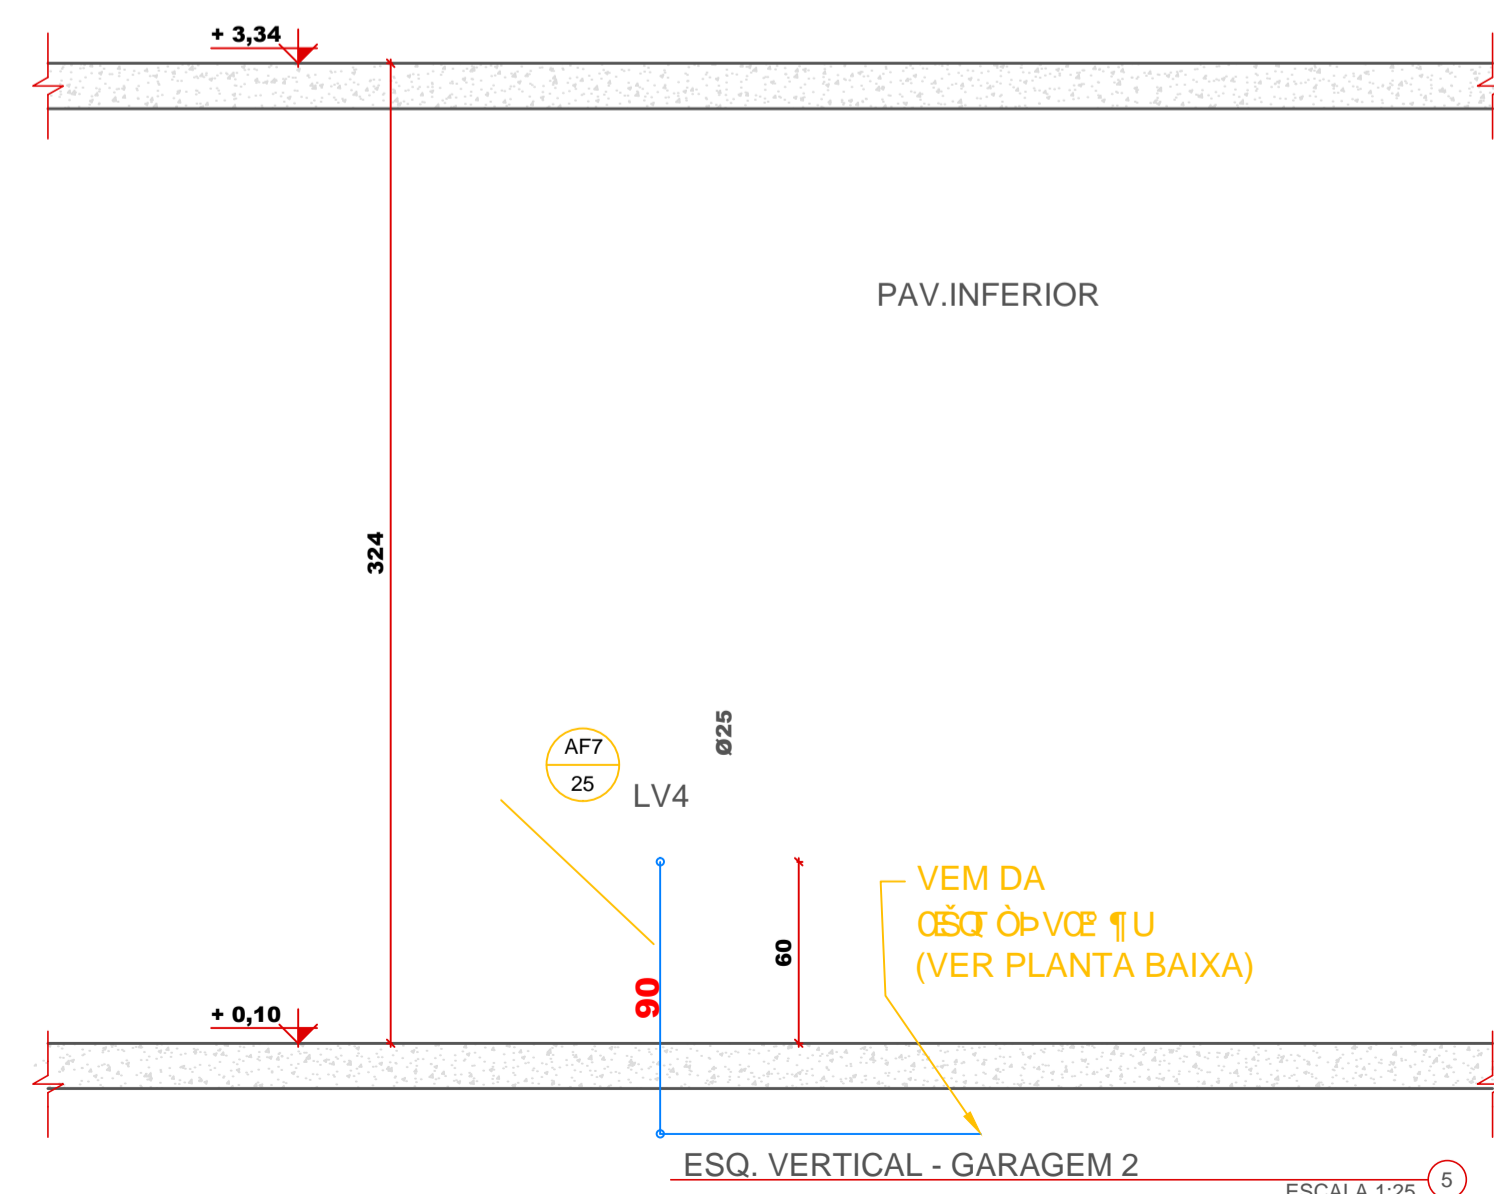 + 3,34
PAV.INFERIOR
324
Ø25
AF7
25
LV4
VEM DA
(VER PLANTA BAIXA)
60
90
+ 0,10
ESQ. VERTICAL - GARAGEM 2
5
ESCALA 1:25